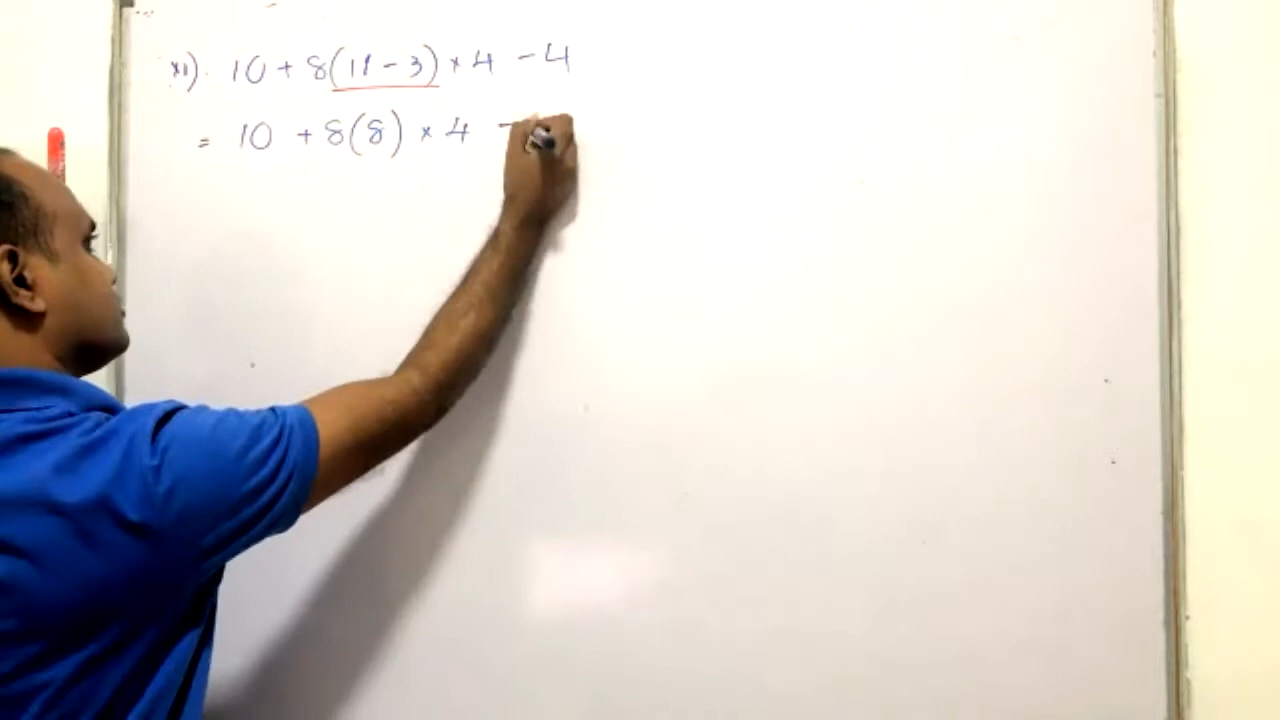 xi). 10 + 8(11 - 3) × 4 - 4
= 10 + 8(8) × 4 -